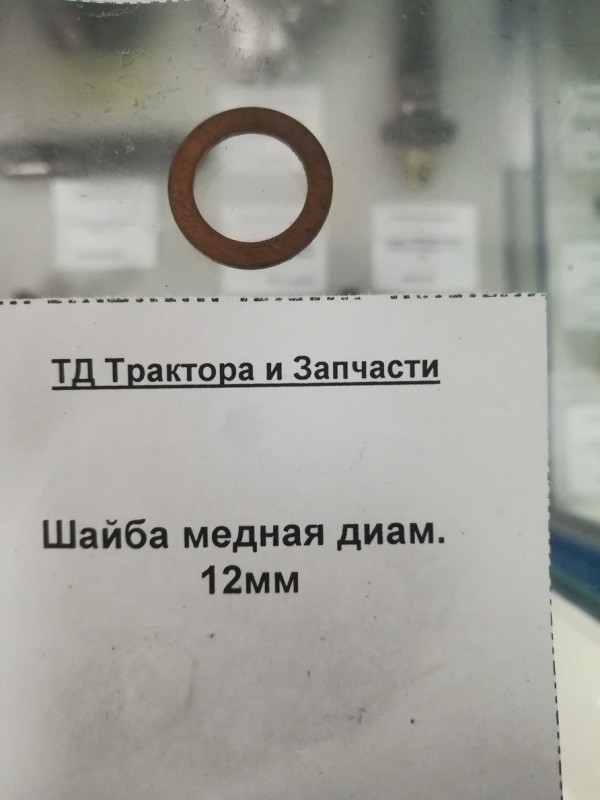 ТД Трактора и Запчасти
Шайба медная диам.
12мм